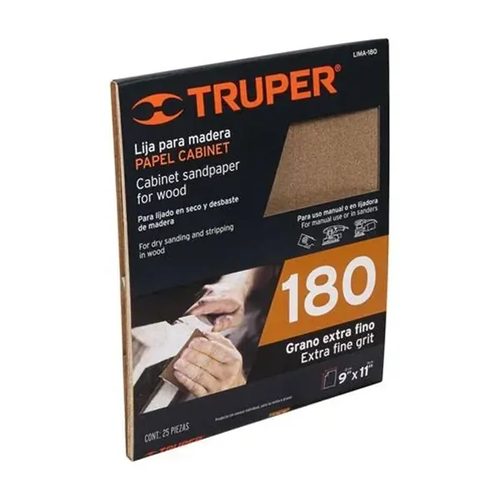 LIMA-180
TRUPER®
Lija para madera
PAPEL CABINET
Cabinet sandpaper
for wood
Para lijado en seco y desbaste
de madera
For dry sanding and stripping
in wood
Para uso manual o en lijadora
For manual use or in sanders
180
Grano extra fino
Extra fine grit
9" x 11"
CONT.: 25 PIEZAS
TRUPER